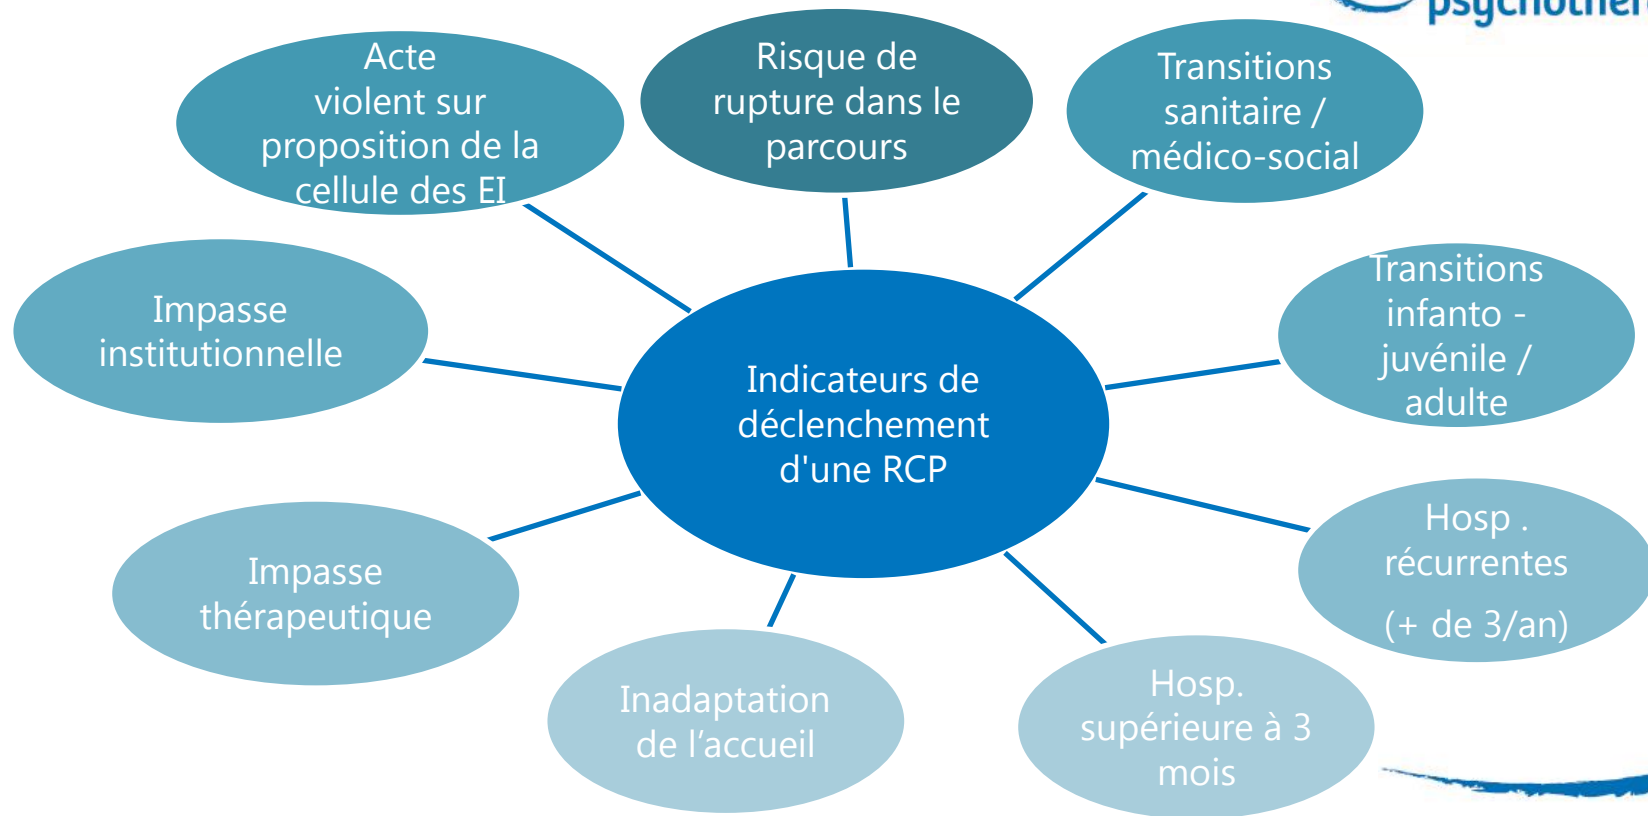 Acte
violent sur
proposition de la
cellule des EI
Risque de
rupture dans le
parcours
Transitions
sanitaire /
médico-social
Impasse
institutionnelle
Transitions
infanto -
juvénile /
adulte
Indicateurs de
déclenchement
d'une RCP
Impasse
thérapeutique
Hosp .
récurrentes
(+ de 3/an)
Inadaptation
de l’accueil
Hosp.
supérieure à 3
mois